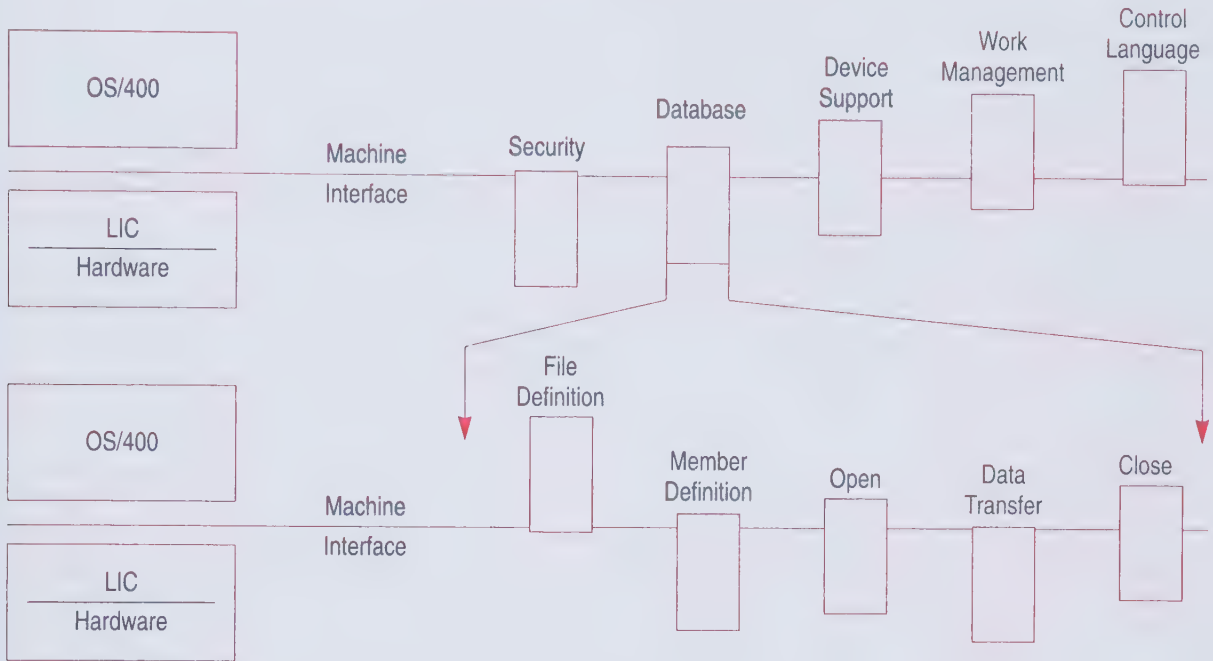 Control
Language
Work
Management
Device
Support
Database
OS/400
Security
Machine
Interface
LIC
Hardware
File
Definition
OS/400
Member
Definition
Open
Data
Transfer
Close
Machine
Interface
LIC
Hardware